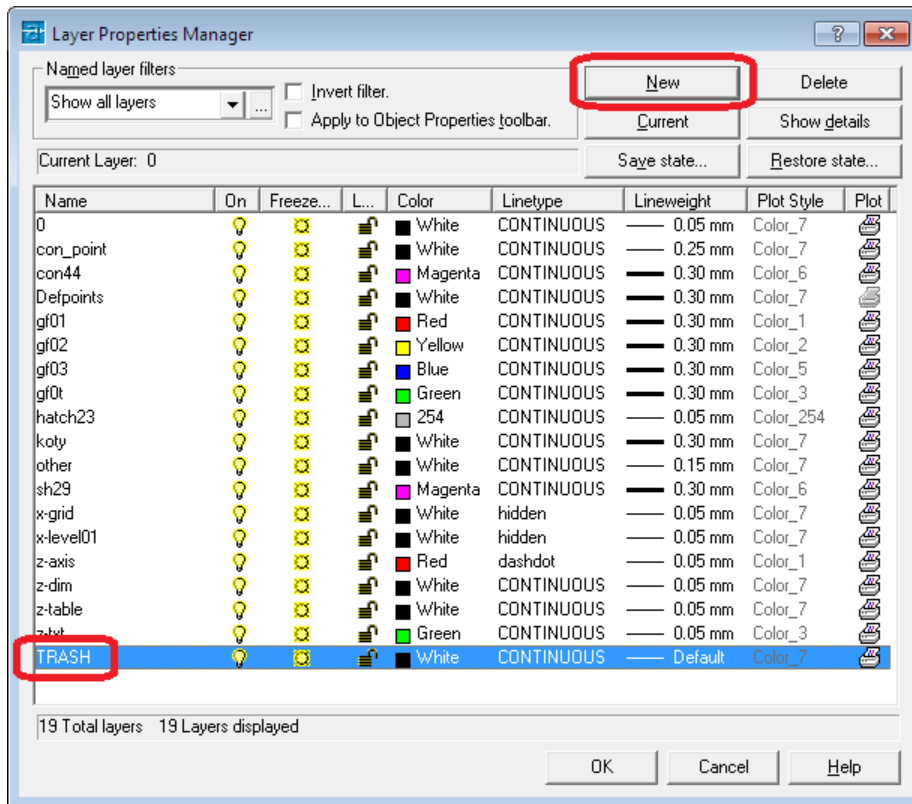 Layer Properties Manager
Named layer filters
Show all layers
...
Invert filter.
Apply to Object Properties toolbar.
New
Delete
Current
Show details
Current Layer: 0
Save state...
Restore state...
Name On Freeze... L... Color Linetype Lineweight Plot Style Plot
0 White CONTINUOUS 0.05 mm Color_7
con_point White CONTINUOUS 0.25 mm Color_7
con44 Magenta CONTINUOUS 0.30 mm Color_6
Defpoints White CONTINUOUS 0.30 mm Color_7
gf01 Red CONTINUOUS 0.30 mm Color_1
gf02 Yellow CONTINUOUS 0.30 mm Color_2
gf03 Blue CONTINUOUS 0.30 mm Color_5
gf0t Green CONTINUOUS 0.30 mm Color_3
hatch23 254 CONTINUOUS 0.05 mm Color_254
koty White CONTINUOUS 0.30 mm Color_7
other White CONTINUOUS 0.15 mm Color_7
sh29 Magenta CONTINUOUS 0.30 mm Color_6
x-grid White hidden 0.05 mm Color_7
x-level01 White hidden 0.05 mm Color_7
z-axis Red dashdot 0.05 mm Color_1
z-dim White CONTINUOUS 0.05 mm Color_7
z-table White CONTINUOUS 0.05 mm Color_7
z-txt Green CONTINUOUS 0.05 mm Color_3
TRASH White CONTINUOUS Default Color_7
19 Total layers 19 Layers displayed
OK
Cancel
Help